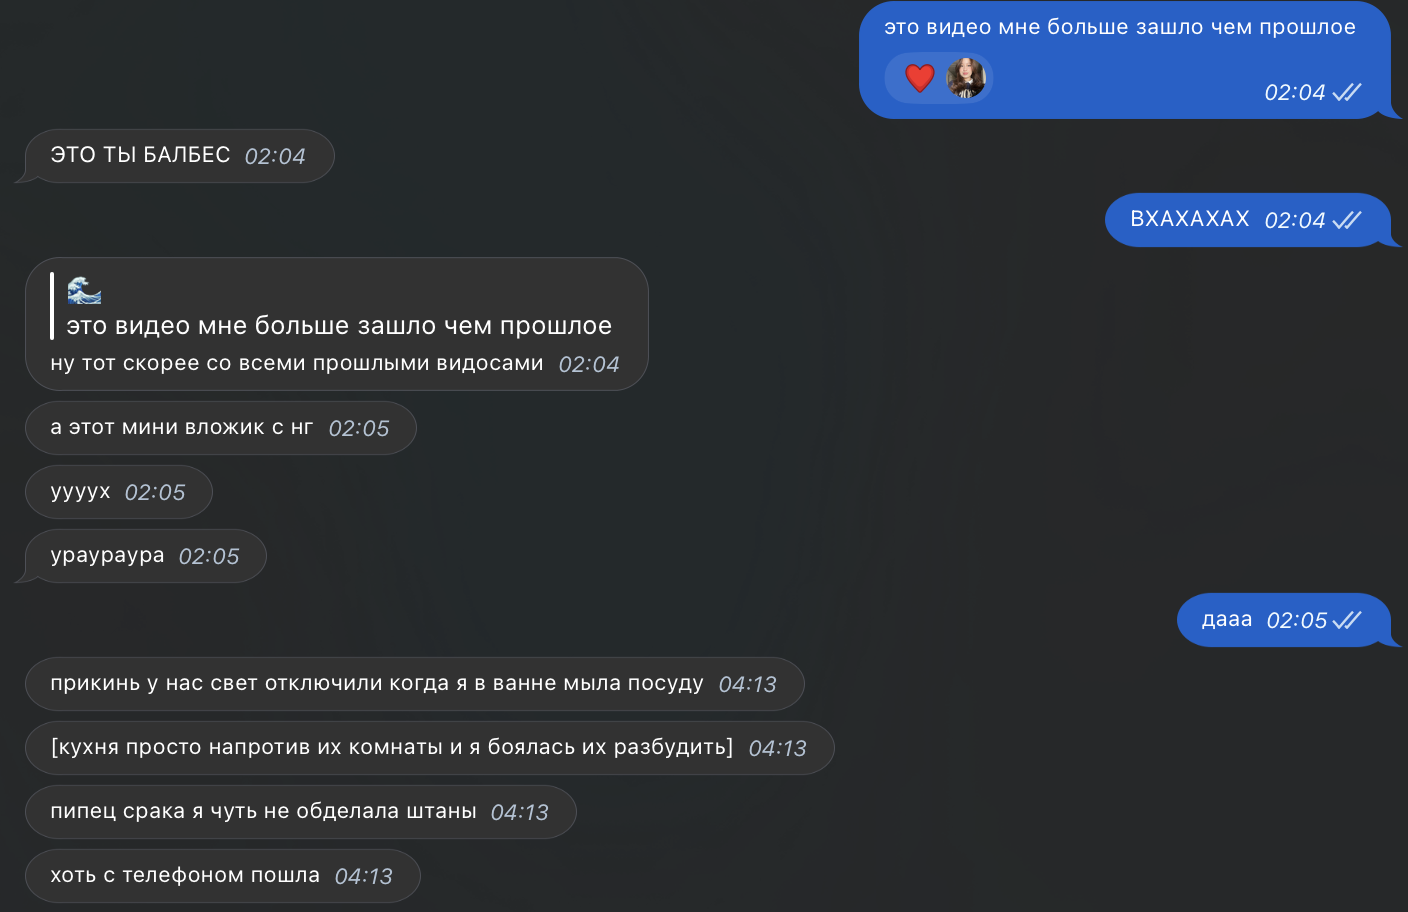 это видео мне больше зашло чем прошлое
02:04
ЭТО ТЫ БАЛБЕС 02:04
ВХАХАХАХ 02:04
это видео мне больше зашло чем прошлое
ну тот скорее со всеми прошлыми видосами 02:04
а этот мини вложик с нг 02:05
уууух 02:05
ураураура 02:05
дааа 02:05
прикинь у нас свет отключили когда я в ванне мыла посуду 04:13
[кухня просто напротив их комнаты и я боялась их разбудить] 04:13
пипец срака я чуть не обделала штаны 04:13
хоть с телефоном пошла 04:13